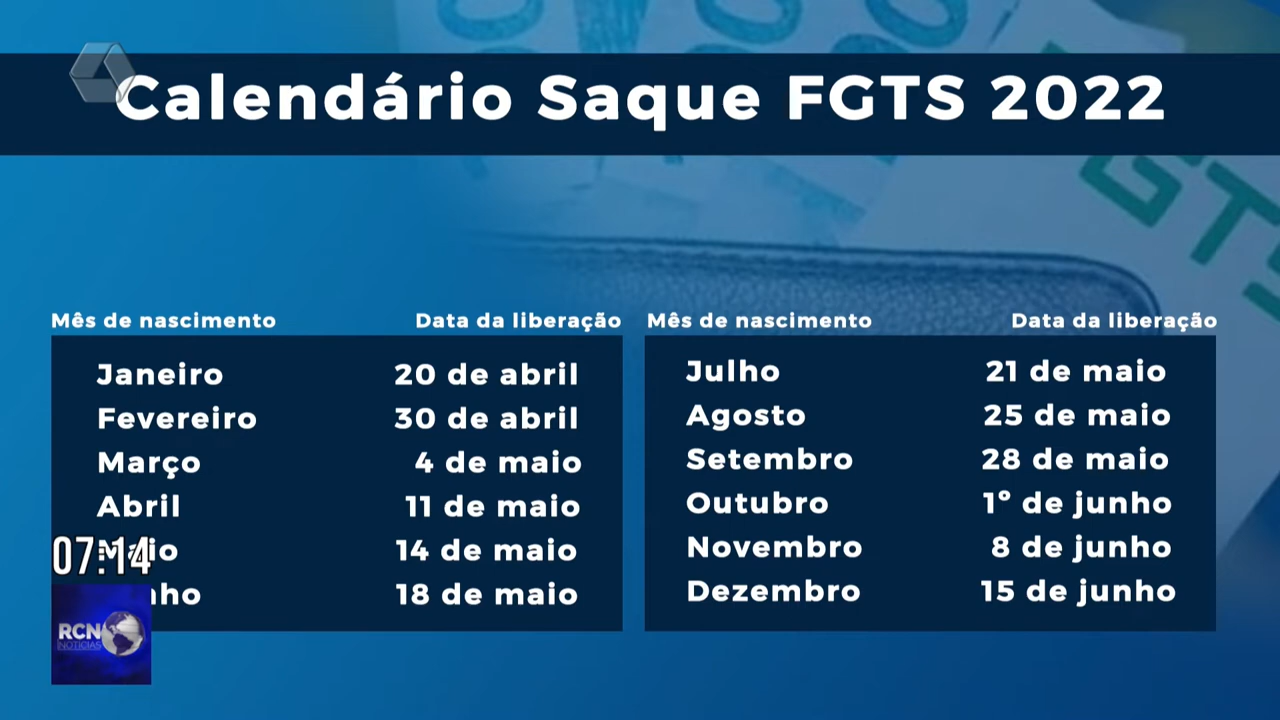 Calendário Saque FGTS 2022
GTS
Mês de nascimento Data da liberação
Janeiro 20 de abril
Fevereiro 30 de abril
Março 4 de maio
Abril 11 de maio
Maio 14 de maio
18 de maio
Mês de nascimento Data da liberação
Julho 21 de maio
Agosto 25 de maio
Setembro 28 de maio
Outubro 1º de junho
Novembro 8 de junho
Dezembro 15 de junho
07:14
RCN
NOTÍCIAS